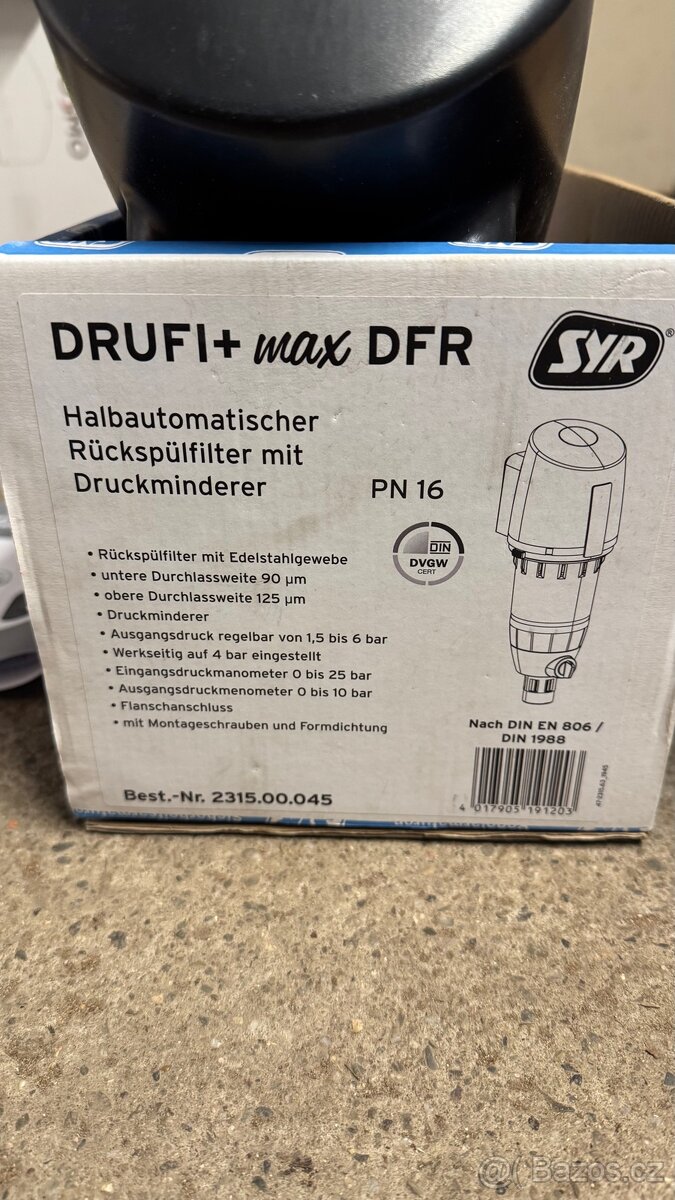 DRUFI+ max DFR
SYR®
Halbautomatischer
Rückspülfilter mit
Druckminderer
PN 16
DIN
DVGW
CERT
• Rückspülfilter mit Edelstahlgewebe
• untere Durchlassweite 90 µm
• obere Durchlassweite 125 µm
• Druckminderer
• Ausgangsdruck regelbar von 1,5 bis 6 bar
• Werkseitig auf 4 bar eingestellt
• Eingangsdruckmanometer 0 bis 25 bar
• Ausgangsdruckmenometer 0 bis 10 bar
• Flanschanschluss
• mit Montageschrauben und Formdichtung
Nach DIN EN 806 /
DIN 1988
Best.-Nr. 2315.00.045
4 017905 191203
@ Bazos.cz